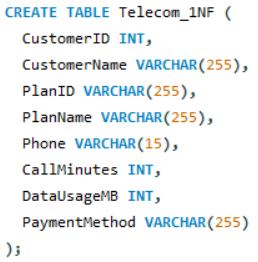 CREATE TABLE Telecom_1NF (
CustomerID INT,
CustomerName VARCHAR(255),
PlanID VARCHAR(255),
PlanName VARCHAR(255),
Phone VARCHAR(15),
CallMinutes INT,
DataUsageMB INT,
PaymentMethod VARCHAR(255)
);